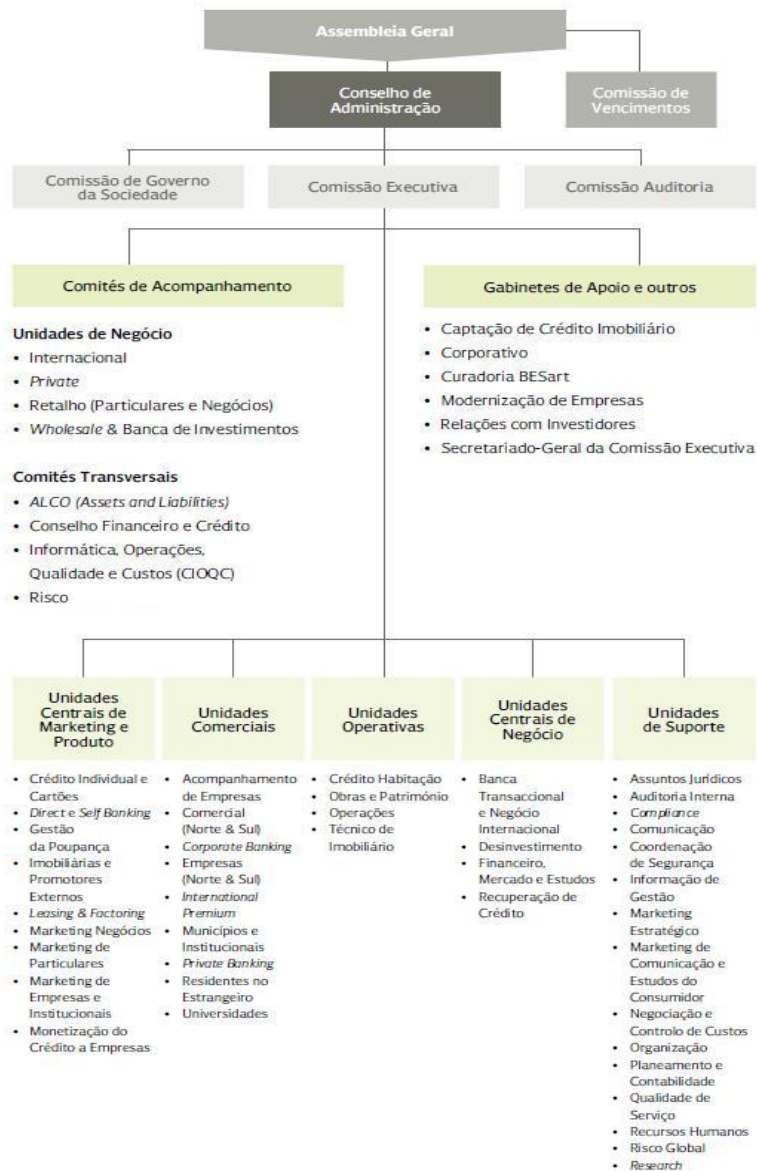 Assembleia Geral
Conselho de
Administração
Comissão de
Vencimentos
Comissão de Governo
da Sociedade
Comissão Executiva
Comissão Auditoria
Comités de Acompanhamento
Unidades de Negócio
• Internacional
• Private
• Retalho (Particulares e Negócios)
• Wholesale & Banca de Investimentos
Comités Transversais
• ALCO (Assets and Liabilities)
• Conselho Financeiro e Crédito
• Informática, Operações,
Qualidade e Custos (CIOQC)
• Risco
Gabinetes de Apoio e outros
• Captação de Crédito Imobiliário
• Corporativo
• Curadoria BESart
• Modernização de Empresas
• Relações com Investidores
• Secretariado-Geral da Comissão Executiva
Unidades
Centrais de
Marketing e
Produto
• Crédito Individual e
Cartões
• Direct e Self Banking
• Gestão
da Poupança
• Imobiliárias e
Promotores
Externos
• Leasing & Factoring
• Marketing Negócios
• Marketing de
Particulares
• Marketing de
Empresas e
Institucionais
• Monetização do
Crédito a Empresas
Unidades
Comerciais
• Acompanhamento
de Empresas
• Comercial
(Norte & Sul)
• Corporate Banking
• Empresas
(Norte & Sul)
• International
Premium
• Municípios e
Institucionais
• Private Banking
• Residentes no
Estrangeiro
• Universidades
Unidades
Operativas
• Crédito Habitação
• Obras e Património
• Operações
• Técnico de
Imobiliário
Unidades
Centrais de
Negócio
• Banca
Transaccional
e Negócio
Internacional
• Desinvestimento
• Financeiro,
Mercado e Estudos
• Recuperação de
Crédito
Unidades
de Suporte
• Assuntos Jurídicos
• Auditoria Interna
• Compliance
• Comunicação
• Coordenação
de Segurança
• Informação de
Gestão
• Marketing
Estratégico
• Marketing de
Comunicação e
Estudos do
Consumidor
• Negociação e
Controlo de Custos
• Organização
• Planeamento e
Contabilidade
• Qualidade de
Serviço
• Recursos Humanos
• Risco Global
• Research